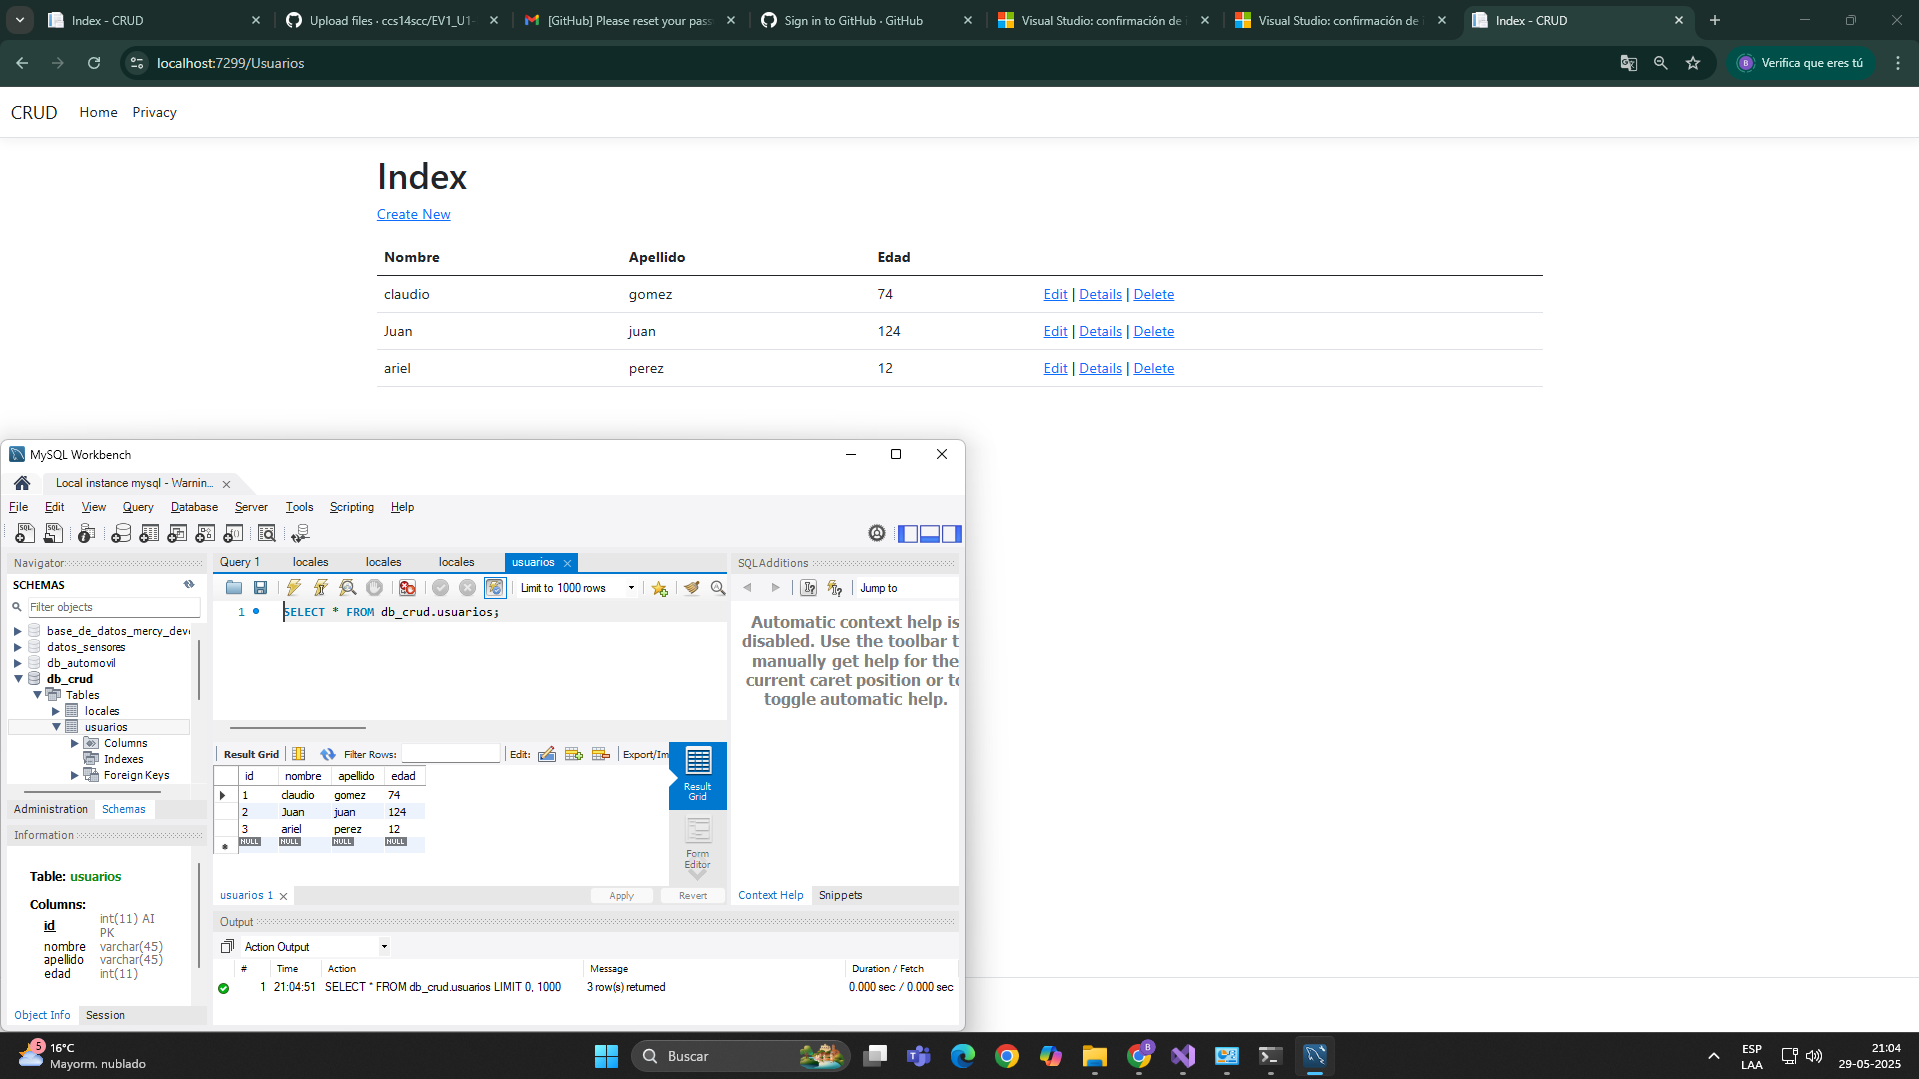 Index - CRUD
Upload files · ccs14scc/EV1_U1-
[GitHub] Please reset your pass
Sign in to GitHub · GitHub
Visual Studio: confirmación de
Visual Studio: confirmación de
Index - CRUD
localhost:7299/Usuarios
B
Verifica que eres tú
CRUD
Home
Privacy
Index
Create New
Nombre Apellido Edad
claudio gomez 74 Edit | Details | Delete
Juan juan 124 Edit | Details | Delete
ariel perez 12 Edit | Details | Delete
MySQL Workbench
Local instance mysql - Warnin...
File Edit View Query Database Server Tools Scripting Help
Navigator
SCHEMAS
Filter objects
base_de_datos_mercy_deve
datos_sensores
db_automovil
db_crud
Tables
locales
usuarios
Columns
Indexes
Foreign Keys
Administration Schemas
Information
Table: usuarios
Columns:
id int(11) AI PK
nombre varchar(45)
apellido varchar(45)
edad int(11)
Object Info Session
Query 1 locales locales locales usuarios
Limit to 1000 rows
1 SELECT * FROM db_crud.usuarios;
Result Grid Filter Rows: Edit: Export/Im
id nombre apellido edad
1 claudio gomez 74
2 Juan juan 124
3 ariel perez 12
NULL NULL NULL NULL
Result Grid
Form Editor
usuarios 1
Apply Revert
SQLAdditions
Jump to
Automatic context help is
disabled. Use the toolbar t
manually get help for the
current caret position or to
toggle automatic help.
Context Help Snippets
Output
Action Output
# Time Action Message Duration / Fetch
1 21:04:51 SELECT * FROM db_crud.usuarios LIMIT 0, 1000 3 row(s) returned 0.000 sec / 0.000 sec
5
16°C
Mayorm. nublado
Buscar
B
ESP
LAA
21:04
29-05-2025